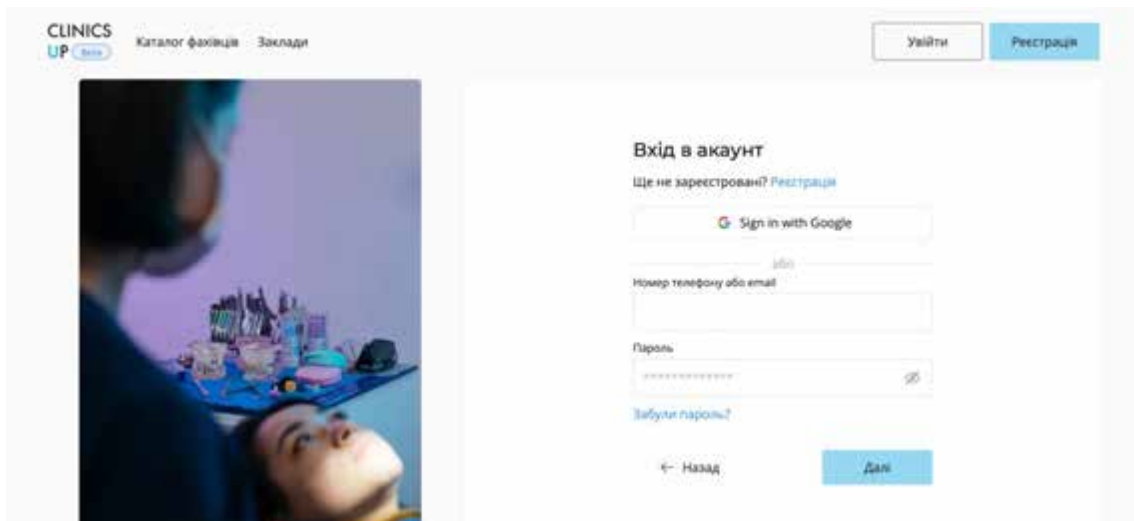 CLINICS
UP Beta
Каталог фахівців Заклади
Увійти
Реєстрація
Вхід в акаунт
Ще не зареєстровані? Реєстрація
Sign in with Google
або
Номер телефону або email
Пароль
*************
Забули пароль?
← Назад
Далі